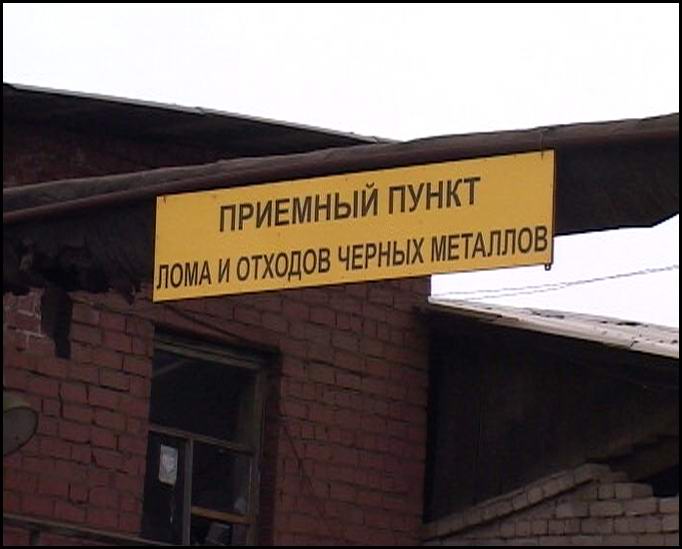 ПРИЕМНЫЙ ПУНКТ
ЛОМА И ОТХОДОВ ЧЕРНЫХ МЕТАЛЛОВ